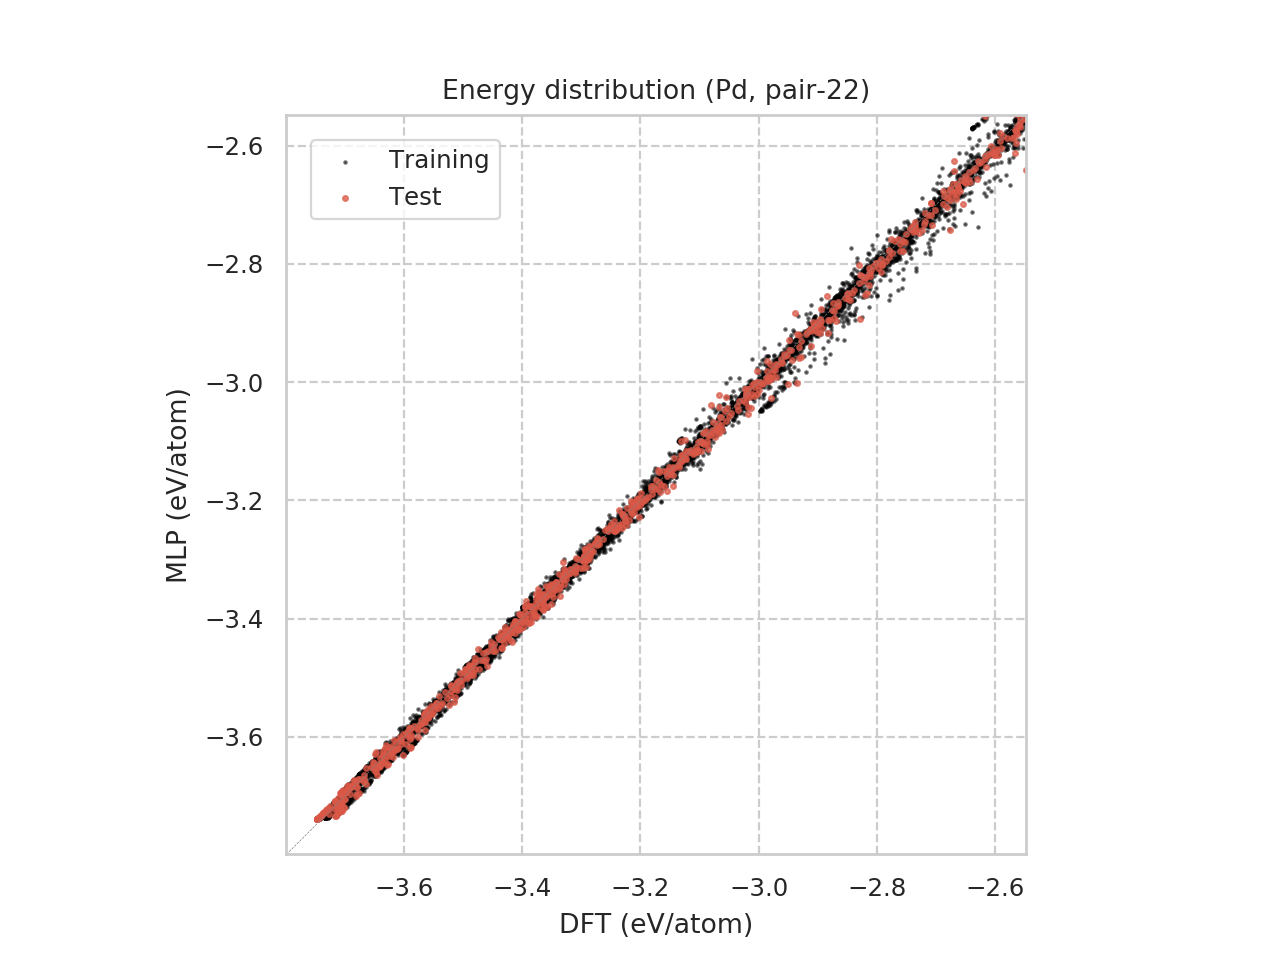 Energy distribution (Pd, pair-22)
Training
Test
MLP (eV/atom)
−2.6
−2.8
−3.0
−3.2
−3.4
−3.6
−3.6 −3.4 −3.2 −3.0 −2.8 −2.6
DFT (eV/atom)